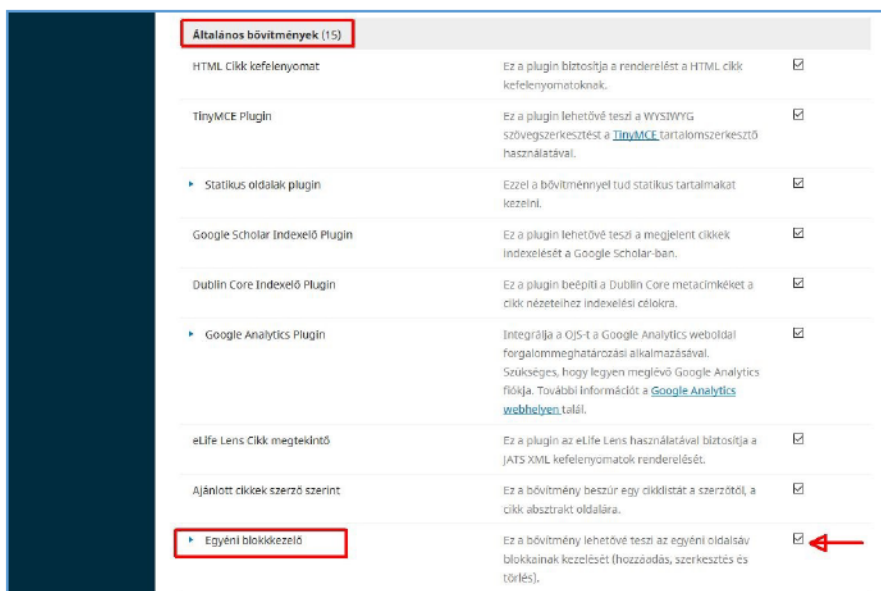 Általános bővítmények (15)
HTML Cikk kefelenyomat
Ez a plugin biztosítja a renderelést a HTML cikk
kefelenyomatoknak.
TinyMCE Plugin
Ez a plugin lehetővé teszi a WYSIWYG
szövegszerkesztést a TinyMCE tartalomszerkesztő
használatával.
Statikus oldalak plugin
Ezzel a bővítménnyel tud statikus tartalmakat
kezelni.
Google Scholar Indexelő Plugin
Ez a plugin lehetővé teszi a megjelent cikkek
indexelését a Google Scholar-ban.
Dublin Core Indexelő Plugin
Ez a plugin beépíti a Dublin Core metacímkéket a
cikk nézeteihez indexelési célokra.
Google Analytics Plugin
Integrálja a OJS-t a Google Analytics weboldal
forgalommeghatározási alkalmazásával.
Szükséges, hogy legyen meglévő Google Analytics
fiókja. További információt a Google Analytics
webhelyen talál.
eLife Lens Cikk megtekintő
Ez a plugin az eLife Lens használatával biztosítja a
JATS XML kefelenyomatok renderelését.
Ajánlott cikkek szerző szerint
Ez a bővítmény beszúr egy cikklistát a szerzőtől, a
cikk absztrakt oldalára.
Egyéni blokkkezelő
Ez a bővítmény lehetővé teszi az egyéni oldalsáv
blokkainak kezelését (hozzáadás, szerkesztés és
törlés).